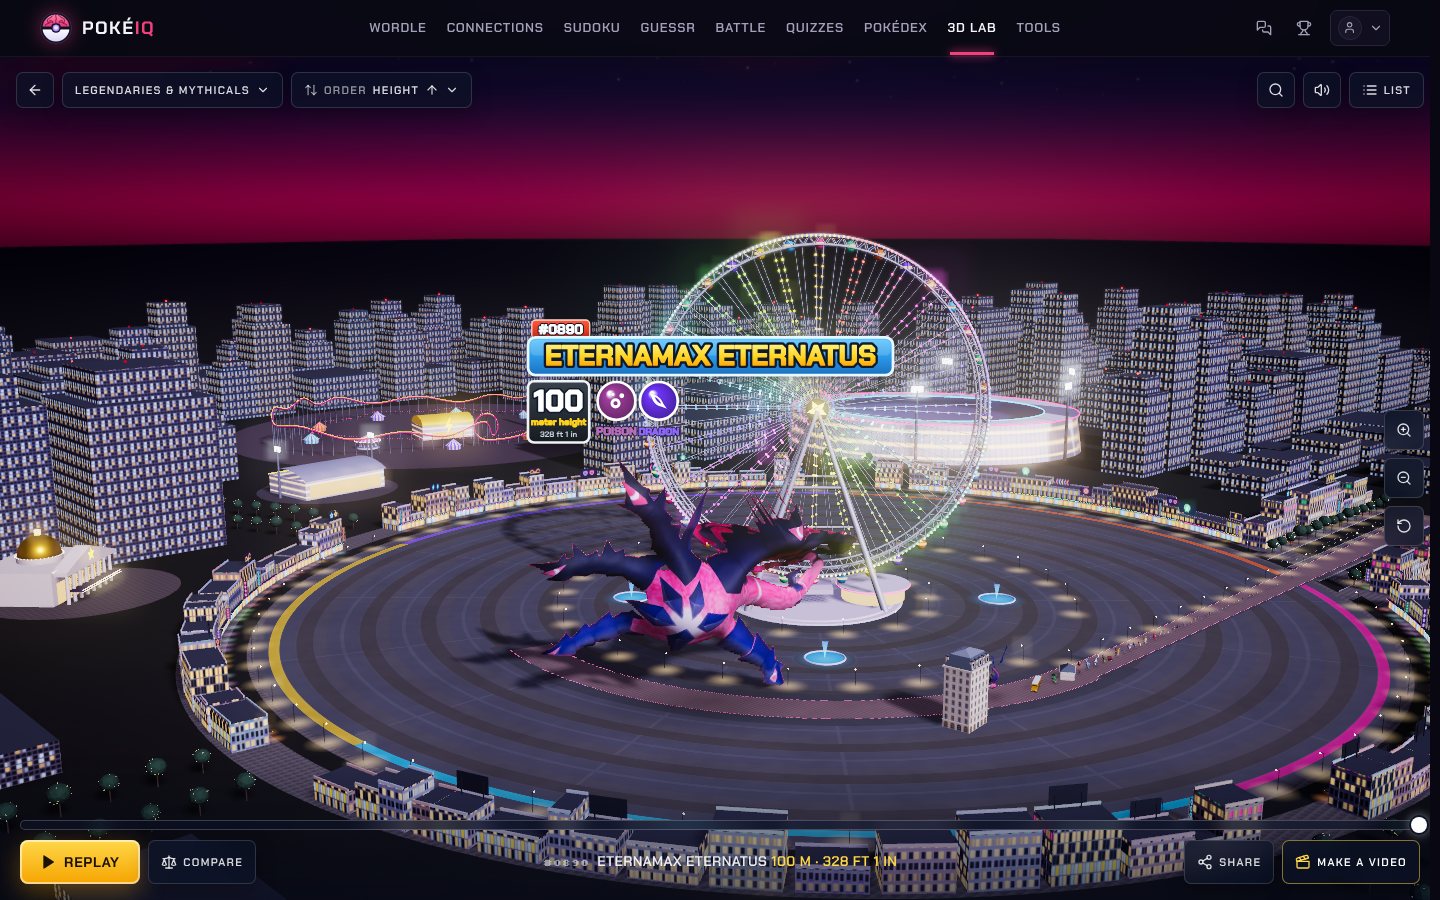 POKÉIQ
WORDLE
CONNECTIONS
SUDOKU
GUESSR
BATTLE
QUIZZES
POKÉDEX
3D LAB
TOOLS
LEGENDARIES & MYTHICALS
ORDER HEIGHT
LIST
#0890
ETERNAMAX ETERNATUS
100
meter height
328 ft 1 in
POISON
DRAGON
REPLAY
COMPARE
#0890 ETERNAMAX ETERNATUS 100 M · 328 FT 1 IN
SHARE
MAKE A VIDEO